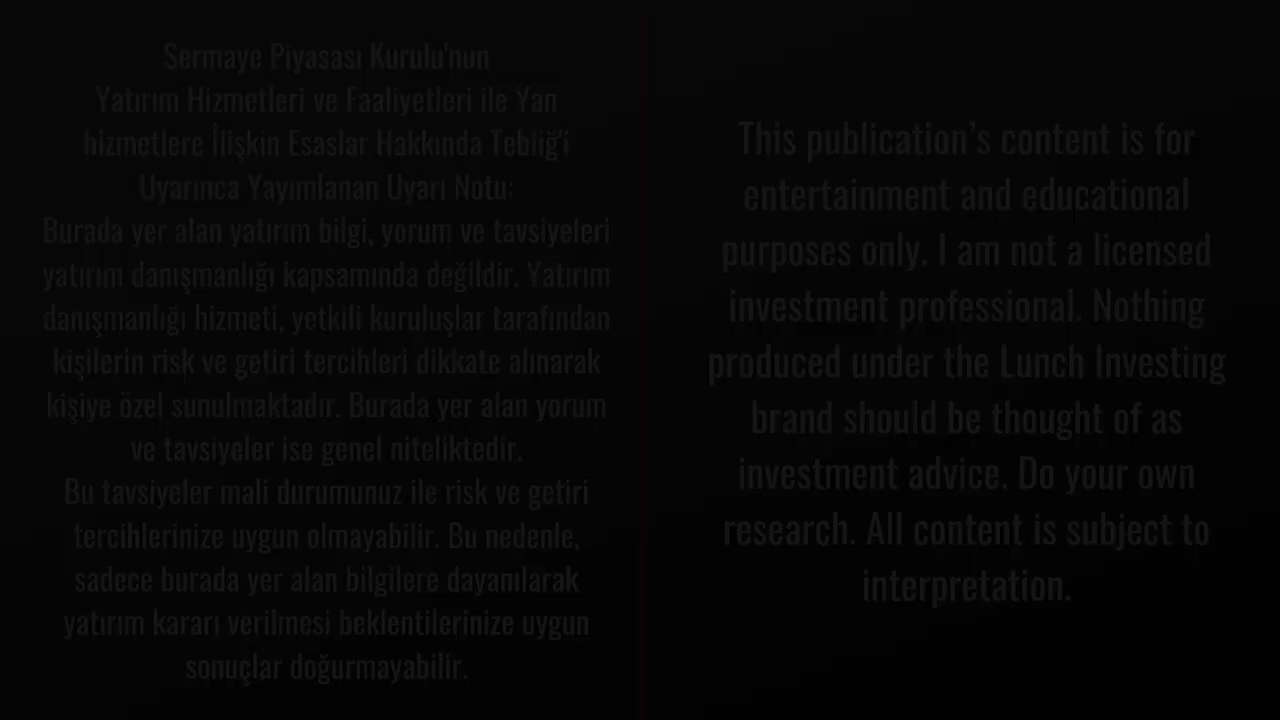 Sermaye Piyasası Kurulu'nun
Yatırım Hizmetleri ve Faaliyetleri ile Yan
hizmetlere İlişkin Esaslar Hakkında Tebliğ'i
Uyarınca Yayımlanan Uyarı Notu:
Burada yer alan yatırım bilgi, yorum ve tavsiyeleri
yatırım danışmanlığı kapsamında değildir. Yatırım
danışmanlığı hizmeti, yetkili kuruluşlar tarafından
kişilerin risk ve getiri tercihleri dikkate alınarak
kişiye özel sunulmaktadır. Burada yer alan yorum
ve tavsiyeler ise genel niteliktedir.
Bu tavsiyeler mali durumunuz ile risk ve getiri
tercihlerinize uygun olmayabilir. Bu nedenle,
sadece burada yer alan bilgilere dayanılarak
yatırım kararı verilmesi beklentilerinize uygun
sonuçlar doğurmayabilir.
This publication’s content is for
entertainment and educational
purposes only. I am not a licensed
investment professional. Nothing
produced under the Lunch Investing
brand should be thought of as
investment advice. Do your own
research. All content is subject to
interpretation.